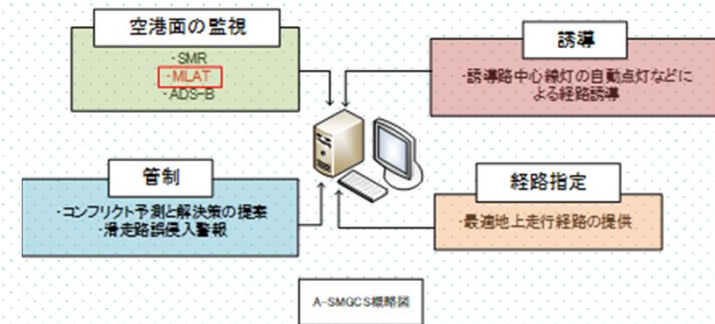 空港面の監視
・SMR
・MLAT
・ADS-B
誘導
・誘導路中心線灯の自動点灯などに
よる経路誘導
管制
・コンフリクト予測と解決策の提案
・滑走路誤侵入警報
経路指定
・最適地上走行経路の提供
A-SMGCS概略図